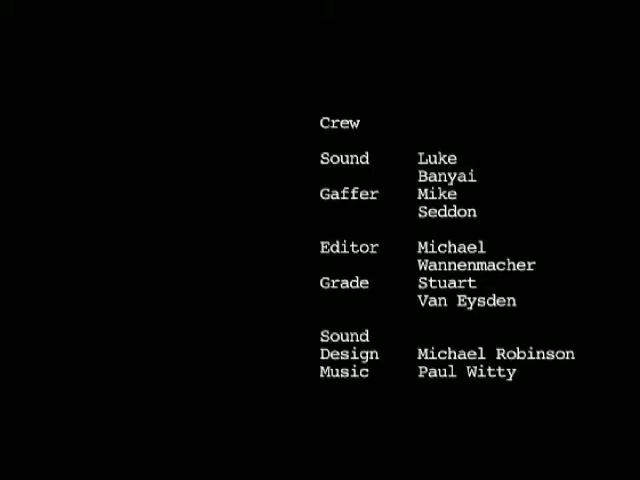 Crew
Sound Luke
Banyai
Gaffer Mike
Seddon
Editor Michael
Wannenmacher
Grade Stuart
Van Eysden
Sound
Design Michael Robinson
Music Paul Witty